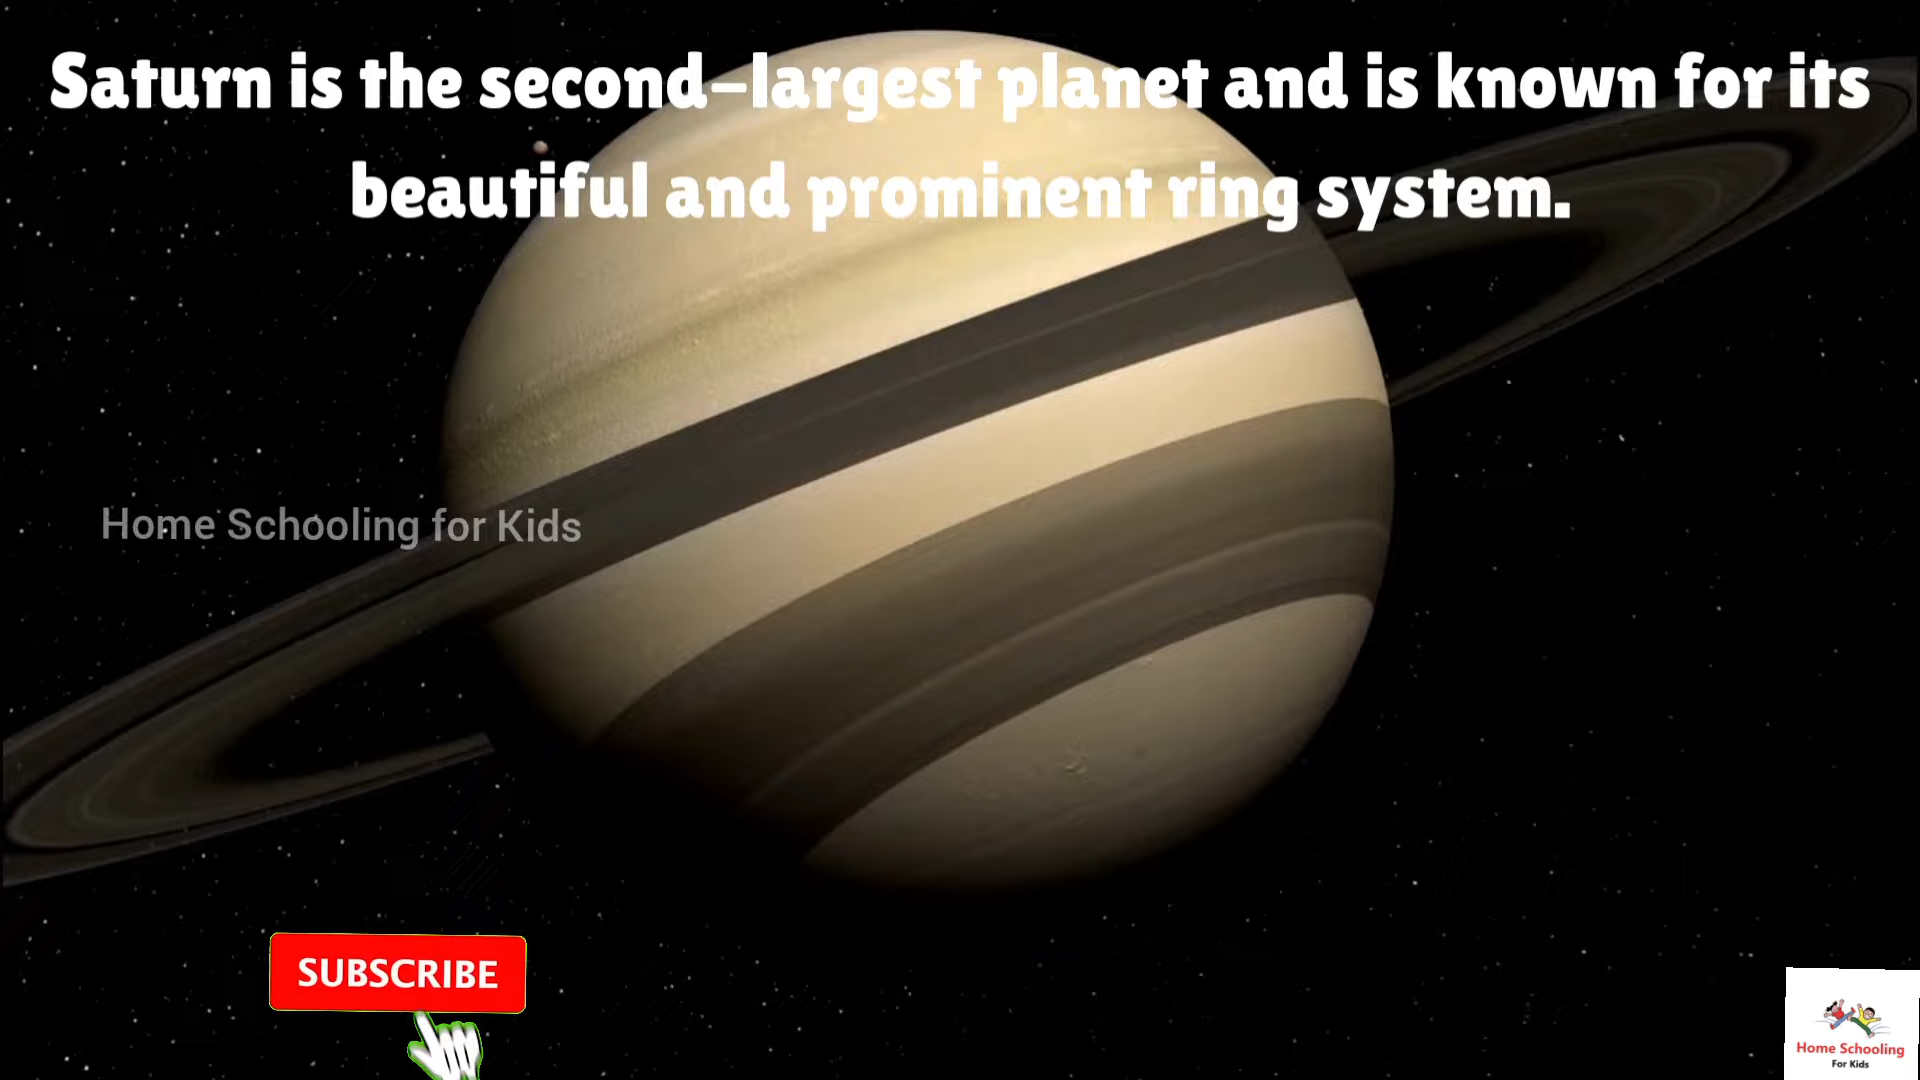 Saturn is the second-largest planet and is known for its
beautiful and prominent ring system.
Home Schooling for Kids
SUBSCRIBE
Home Schooling
For Kids